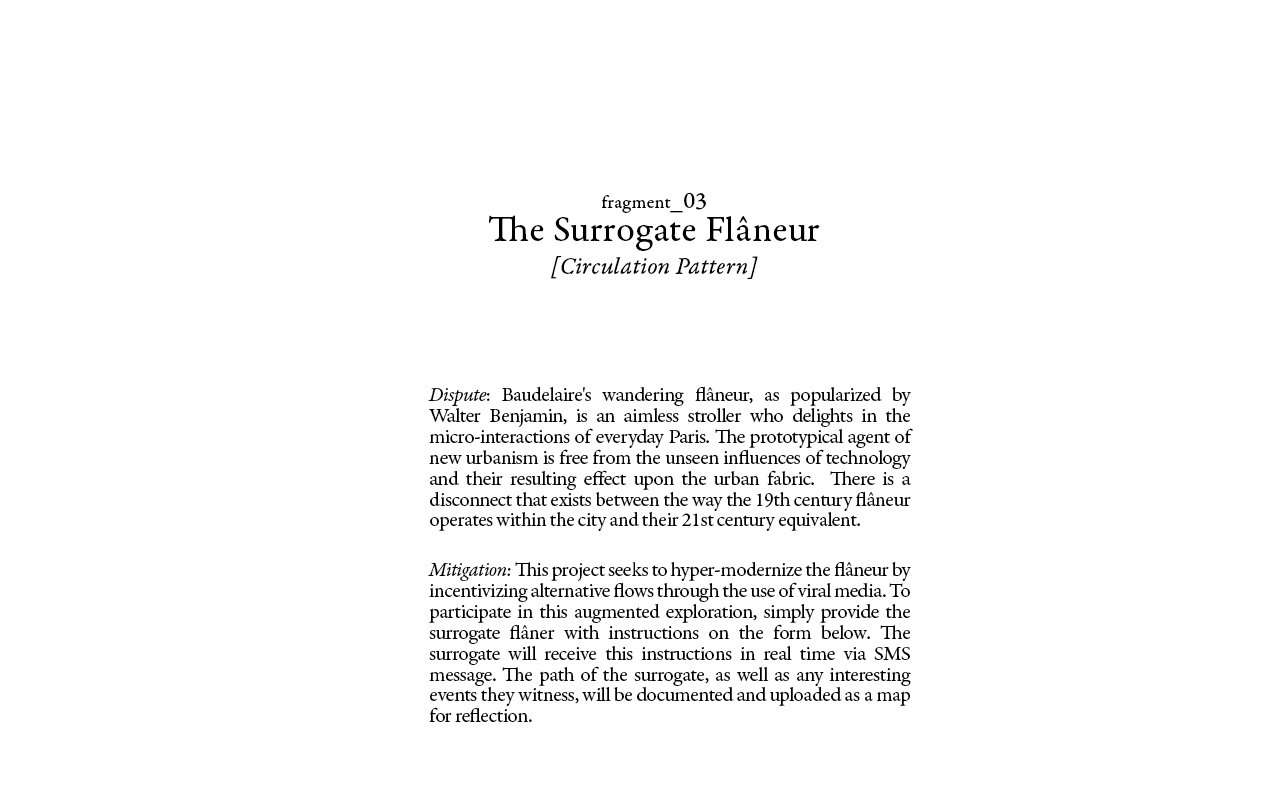 fragment_03
The Surrogate Flâneur
[Circulation Pattern]
Dispute: Baudelaire's wandering flâneur, as popularized by
Walter Benjamin, is an aimless stroller who delights in the
micro-interactions of everyday Paris. The prototypical agent of
new urbanism is free from the unseen influences of technology
and their resulting effect upon the urban fabric.  There is a
disconnect that exists between the way the 19th century flâneur
operates within the city and their 21st century equivalent.
Mitigation: This project seeks to hyper-modernize the flâneur by
incentivizing alternative flows through the use of viral media. To
participate in this augmented exploration, simply provide the
surrogate flâner with instructions on the form below. The
surrogate will receive this instructions in real time via SMS
message. The path of the surrogate, as well as any interesting
events they witness, will be documented and uploaded as a map
for reflection.